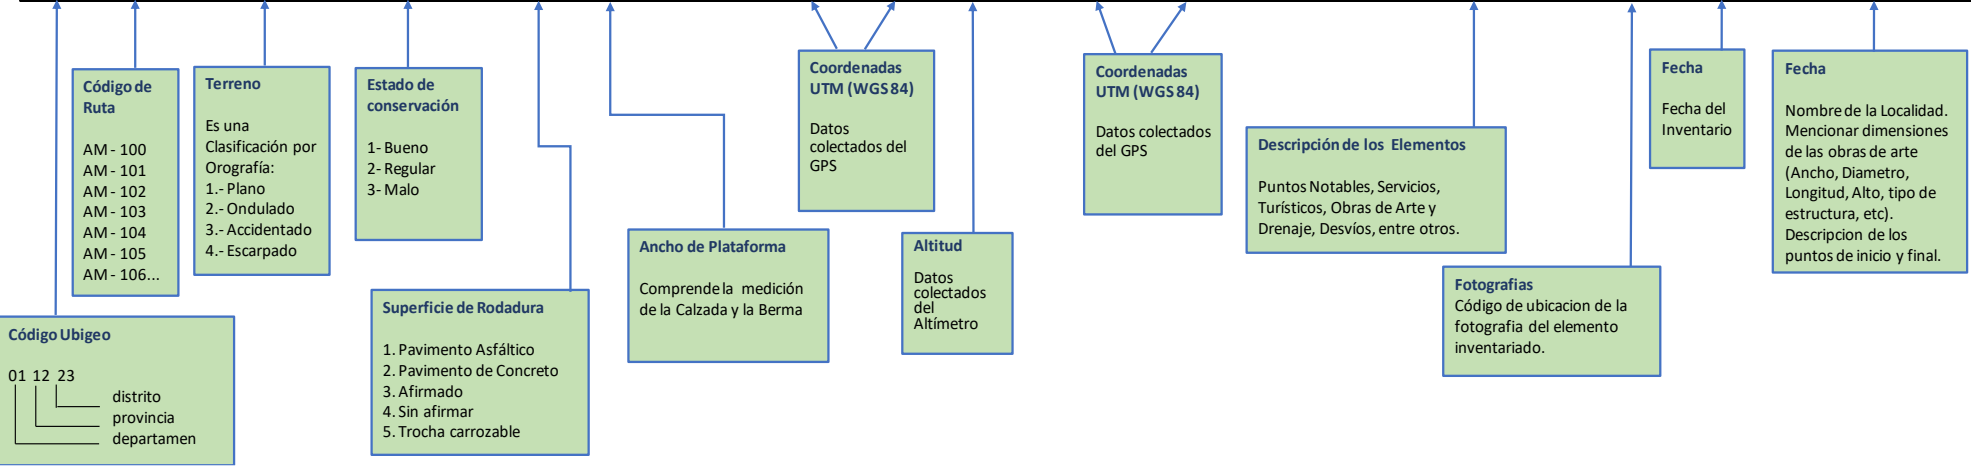 Código de
Ruta
AM - 100
AM - 101
AM - 102
AM - 103
AM - 104
AM - 105
AM - 106...
Terreno
Es una
Clasificación por
Orografía:
1.- Plano
2.- Ondulado
3.- Accidentado
4.- Escarpado
Estado de
conservación
1- Bueno
2- Regular
3- Malo
Coordenadas
UTM (WGS 84)
Datos
colectados del
GPS
Coordenadas
UTM (WGS 84)
Datos colectados
del GPS
Fecha
Fecha del
Inventario
Fecha
Nombre de la Localidad.
Mencionar dimensiones
de las obras de arte
(Ancho, Diametro,
Longitud, Alto, tipo de
estructura, etc).
Descripcion de los
puntos de inicio y final.
Descripción de los Elementos
Puntos Notables, Servicios,
Turísticos, Obras de Arte y
Drenaje, Desvíos, entre otros.
Ancho de Plataforma
Comprende la medición
de la Calzada y la Berma
Altitud
Datos
colectados
del
Altímetro
Fotografias
Código de ubicacion de la
fotografia del elemento
inventariado.
Superficie de Rodadura
1. Pavimento Asfáltico
2. Pavimento de Concreto
3. Afirmado
4. Sin afirmar
5. Trocha carrozable
Código Ubigeo
01 12 23
distrito
provincia
departamen